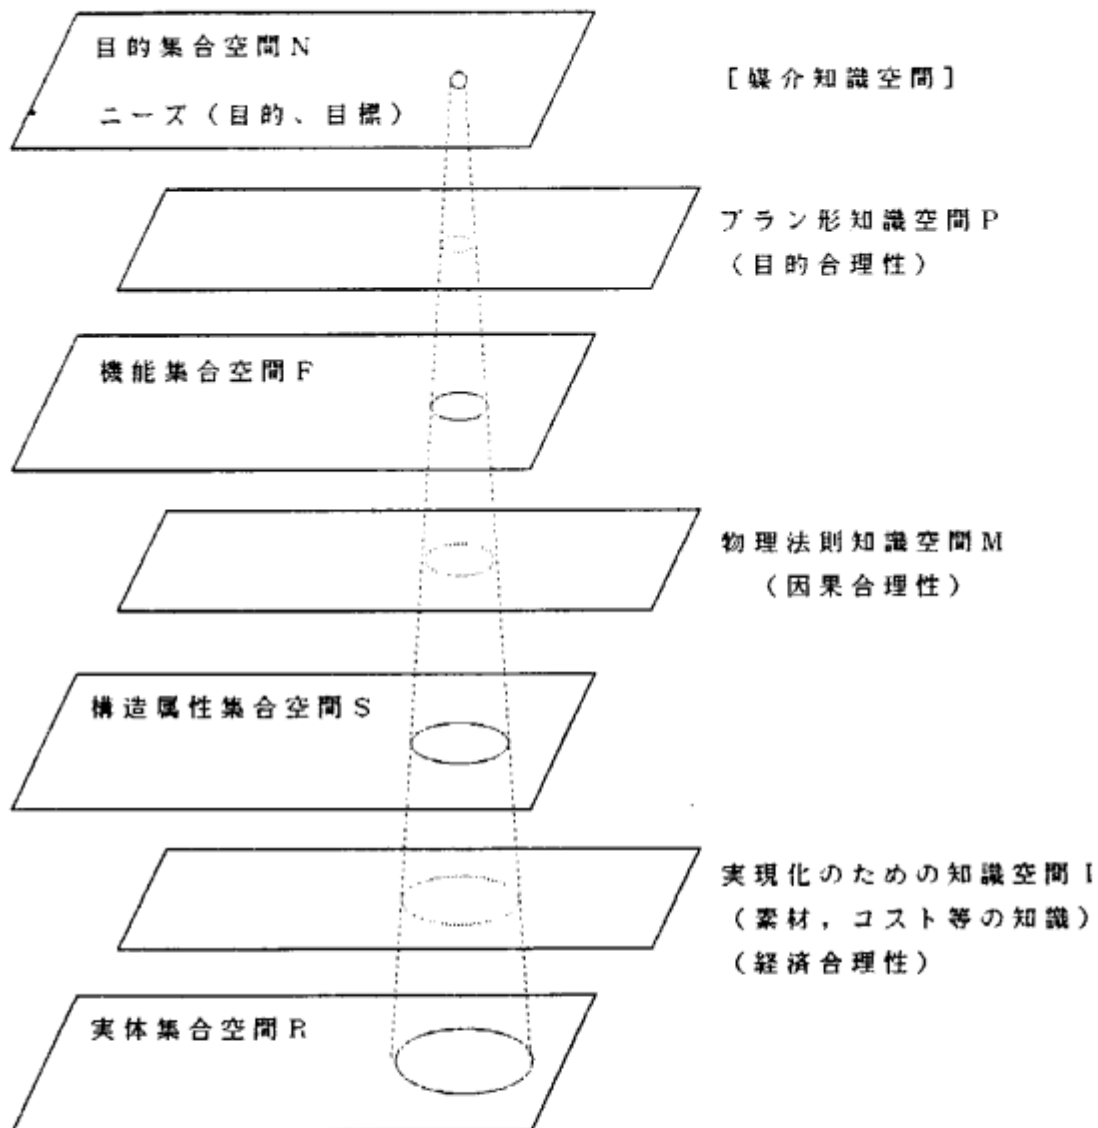 目的集合空間N
ニーズ（目的、目標）
［媒介知識空間］
プラン形知識空間P
（目的合理性）
機能集合空間F
物理法則知識空間M
（因果合理性）
構造属性集合空間S
実現化のための知識空間I
（素材，コスト等の知識）
（経済合理性）
実体集合空間R